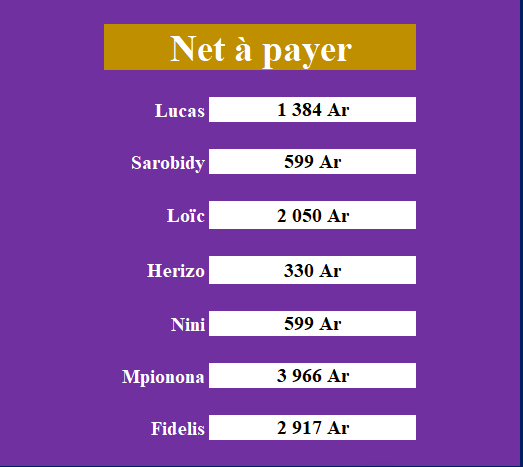 Net à payer
Lucas 1 384 Ar
Sarobidy 599 Ar
Loïc 2 050 Ar
Herizo 330 Ar
Nini 599 Ar
Mpionona 3 966 Ar
Fidelis 2 917 Ar